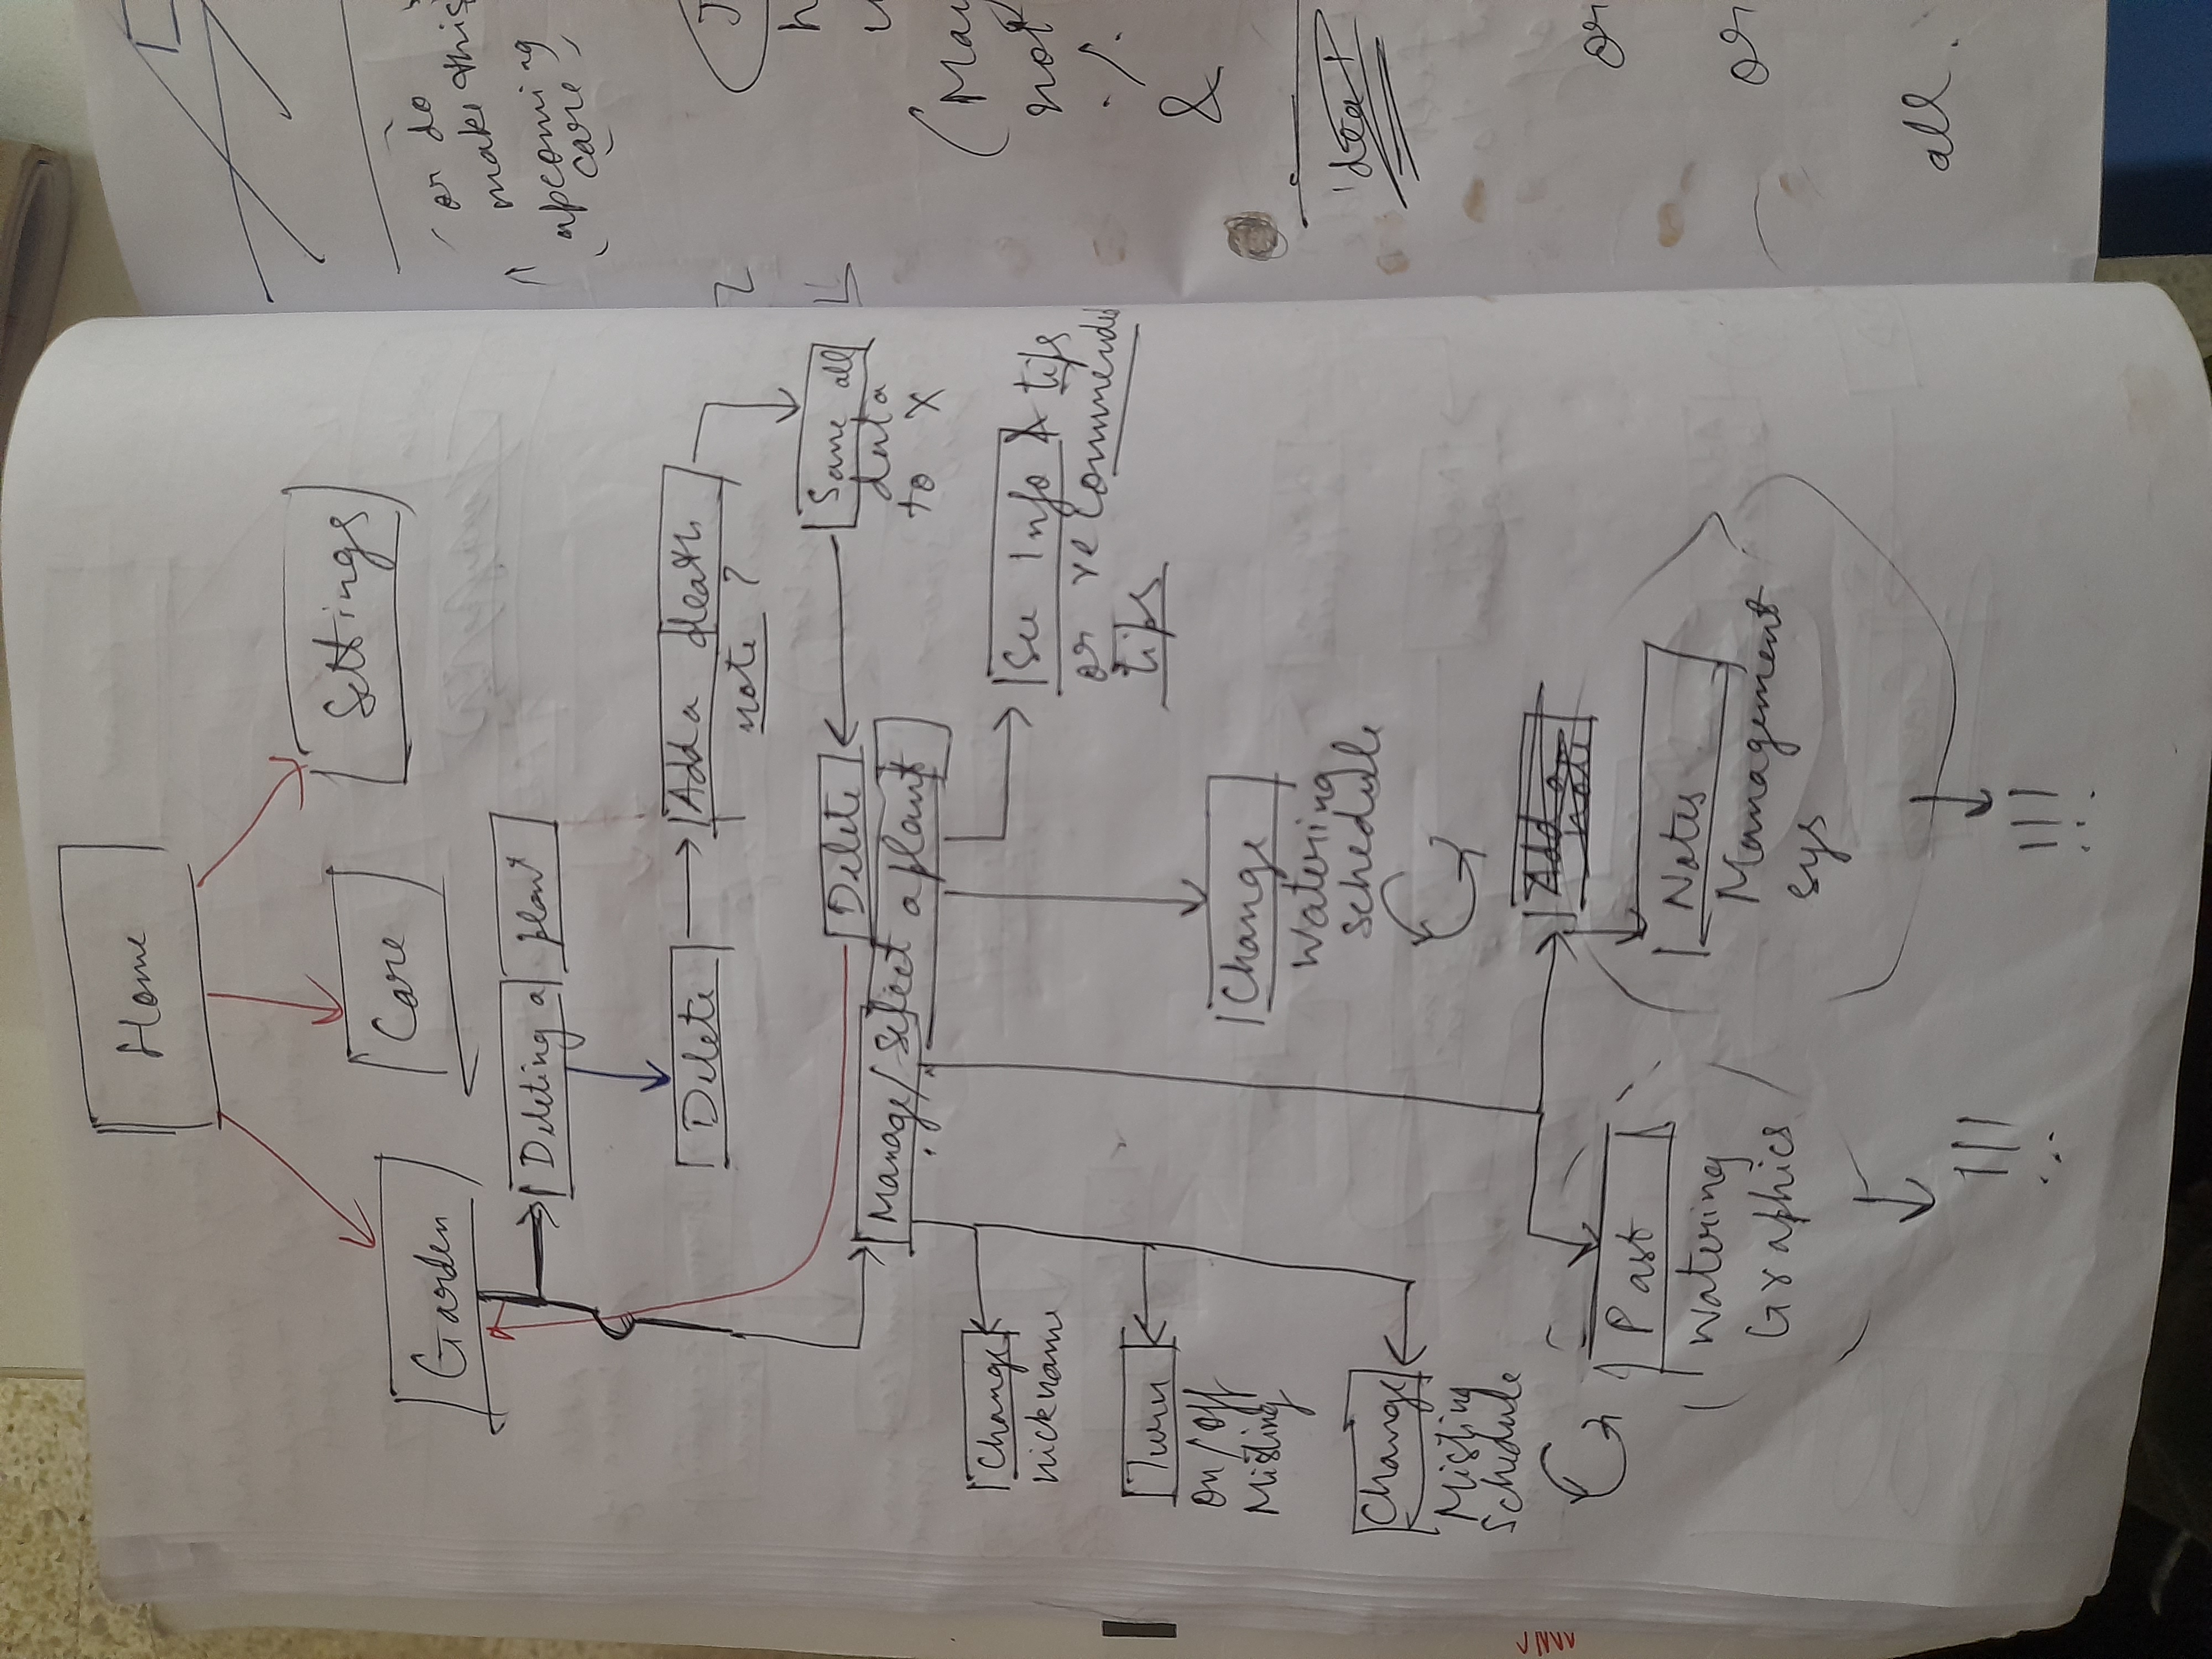 Home
Settings
Care
Garden
Deleting a plant
Delete
Add a death
note ?
Save all
data
to X
Delete
Manage/Select a plant
Change
nickname
See Info & tips
or recommended
tips
Turn
on/off
Misting
Change
Watering
Schedule
Change
Misting
Schedule
Add a
note
Past
Watering
Graphics
Notes
Management
sys
!!!
!!!
or do
make this
upcoming
care
(May
not
&
or
or
all.